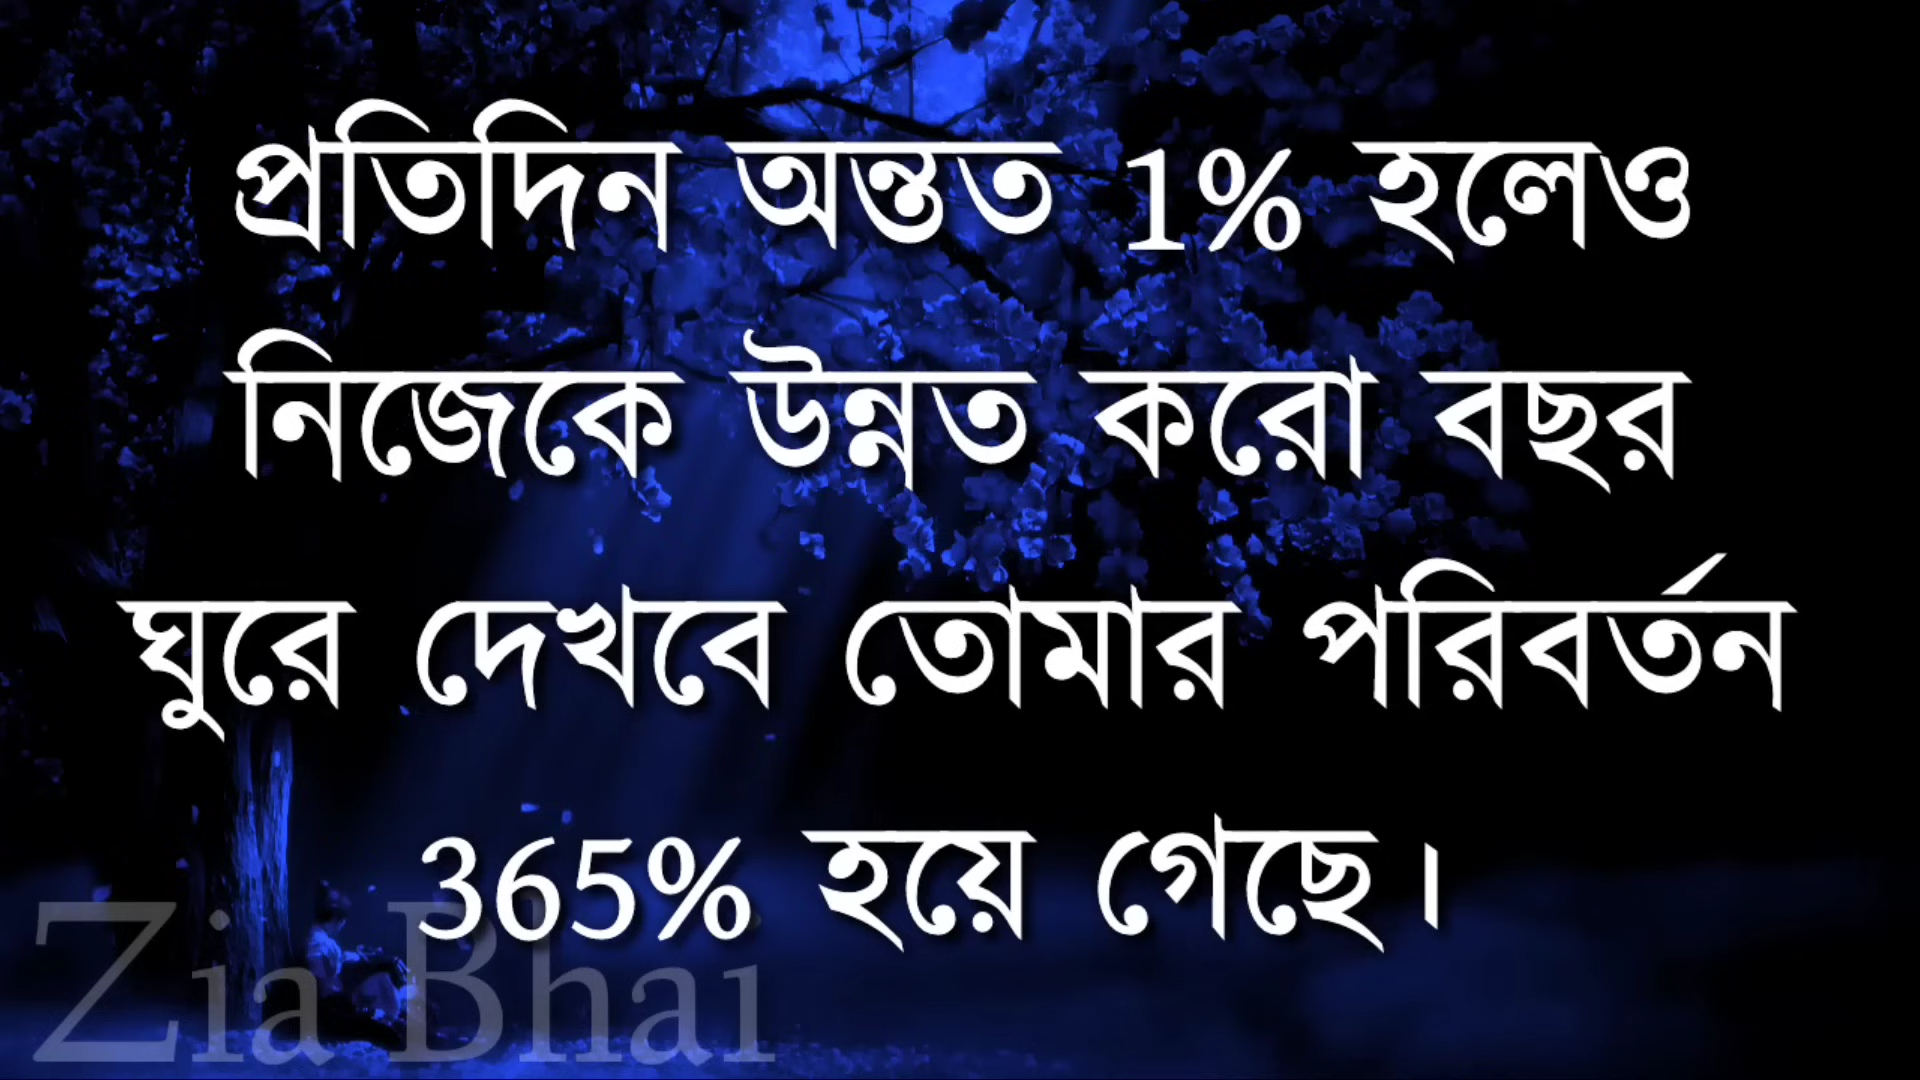 প্রতিদিন অন্তত 1% হলেও
নিজেকে উন্নত করো বছর
ঘুরে দেখবে তোমার পরিবর্তন
365% হয়ে গেছে।
Zia Bhai